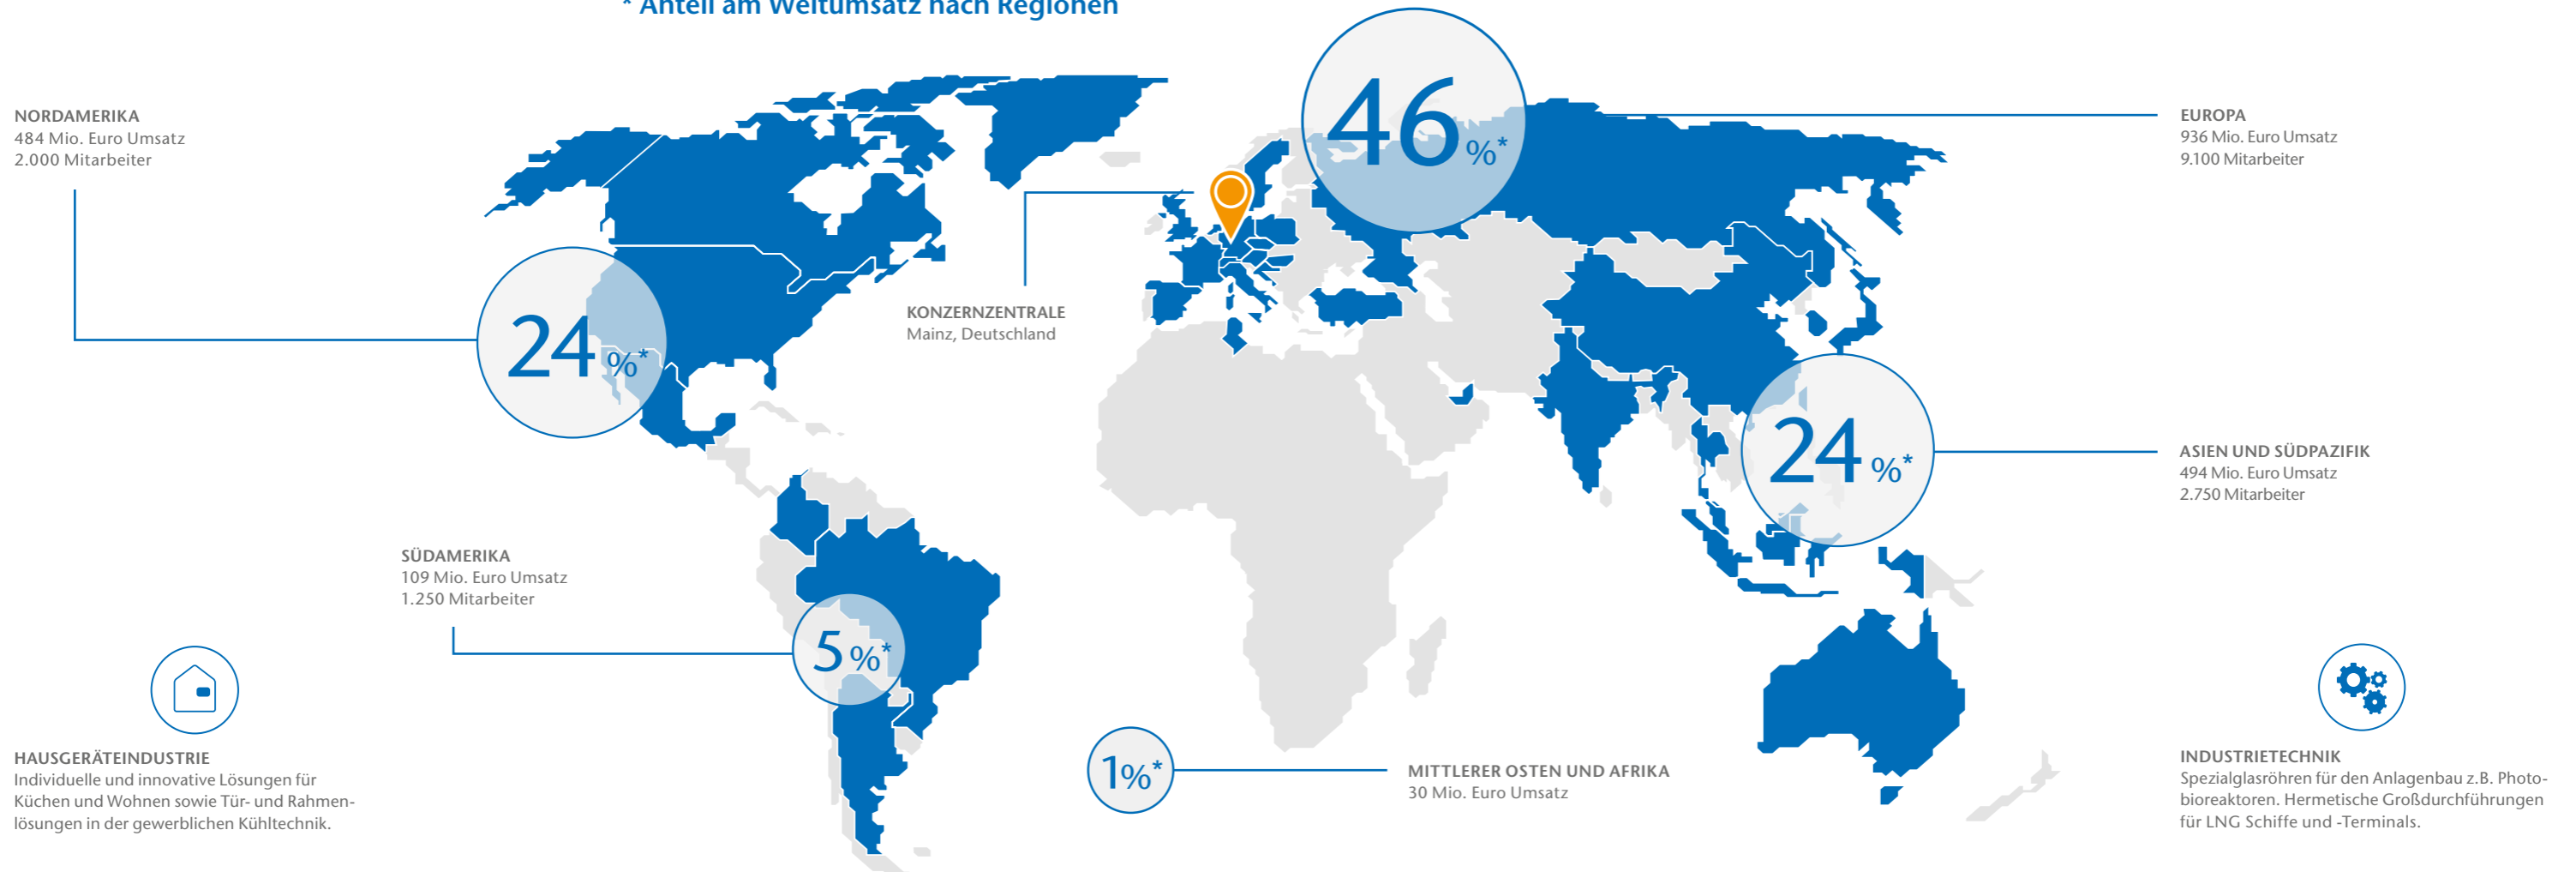 * Anteil am Weltumsatz nach Regionen
NORDAMERIKA
484 Mio. Euro Umsatz
2.000 Mitarbeiter
46 %*
EUROPA
936 Mio. Euro Umsatz
9.100 Mitarbeiter
24 %*
KONZERNZENTRALE
Mainz, Deutschland
24 %*
ASIEN UND SÜDPAZIFIK
494 Mio. Euro Umsatz
2.750 Mitarbeiter
SÜDAMERIKA
109 Mio. Euro Umsatz
1.250 Mitarbeiter
5 %*
1%*
MITTLERER OSTEN UND AFRIKA
30 Mio. Euro Umsatz
HAUSGERÄTEINDUSTRIE
Individuelle und innovative Lösungen für
Küchen und Wohnen sowie Tür- und Rahmen-
lösungen in der gewerblichen Kühltechnik.
INDUSTRIETECHNIK
Spezialglasröhren für den Anlagenbau z.B. Photo-
bioreaktoren. Hermetische Großdurchführungen
für LNG Schiffe und -Terminals.